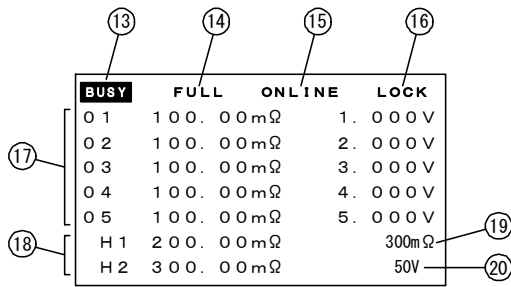 13 14 15 16
BUSY FULL ONLINE LOCK
01 100.00mΩ 1.000V
02 100.00mΩ 2.000V
17 03 100.00mΩ 3.000V
04 100.00mΩ 4.000V
05 100.00mΩ 5.000V
18 H1 200.00mΩ 300mΩ 19
H2 300.00mΩ 50V 20